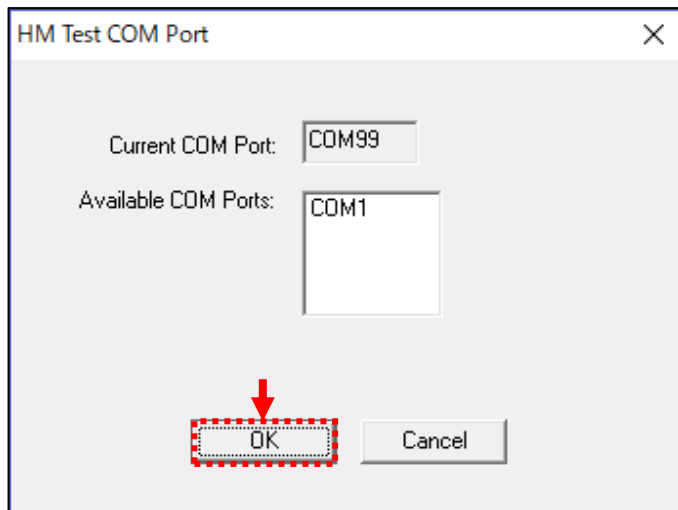 HM Test COM Port
Current COM Port: COM99
Available COM Ports: COM1
OK Cancel